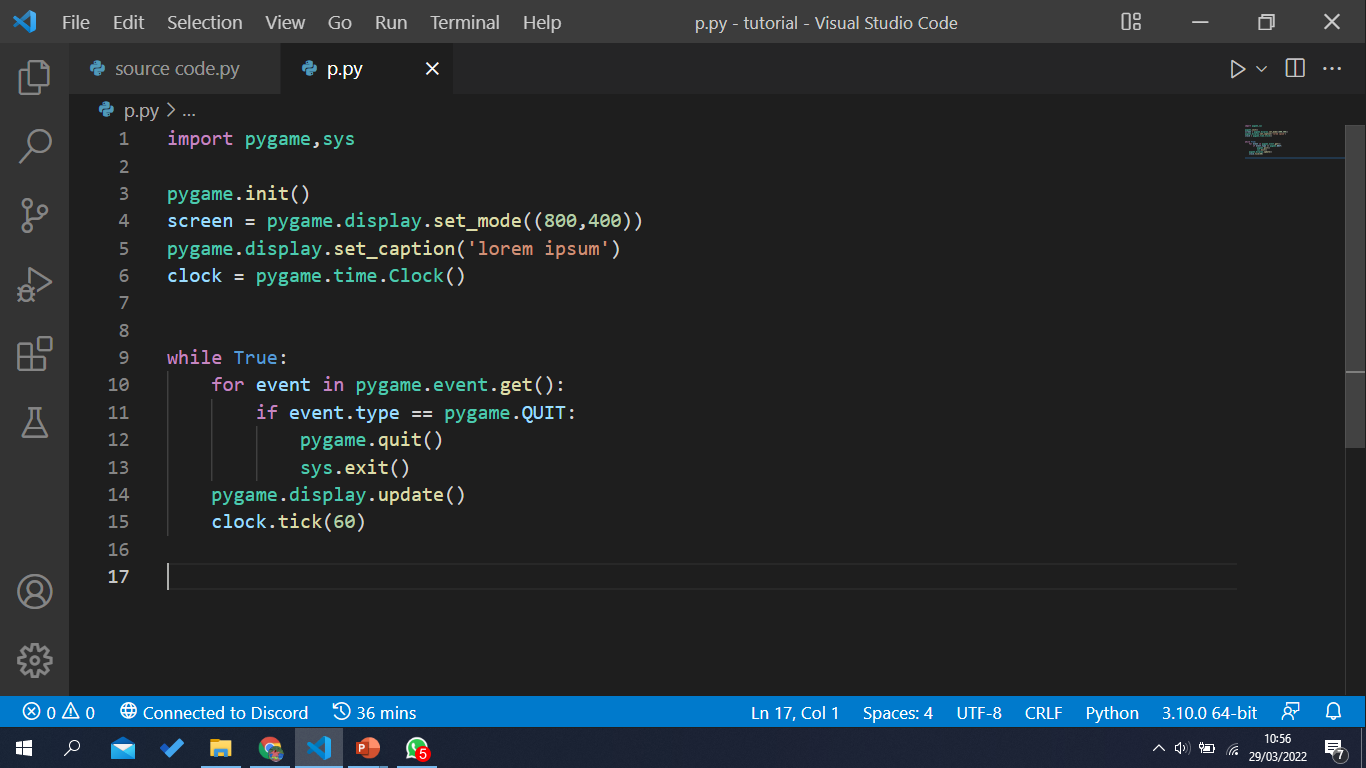 File Edit Selection View Go Run Terminal Help p.py - tutorial - Visual Studio Code
source code.py p.py
p.py > ...
1 import pygame,sys
2
3 pygame.init()
4 screen = pygame.display.set_mode((800,400))
5 pygame.display.set_caption('lorem ipsum')
6 clock = pygame.time.Clock()
7
8
9 while True:
10     for event in pygame.event.get():
11         if event.type == pygame.QUIT:
12             pygame.quit()
13             sys.exit()
14     pygame.display.update()
15     clock.tick(60)
16
17
0 0 Connected to Discord 36 mins Ln 17, Col 1 Spaces: 4 UTF-8 CRLF Python 3.10.0 64-bit
5 10:56
29/03/2022 7